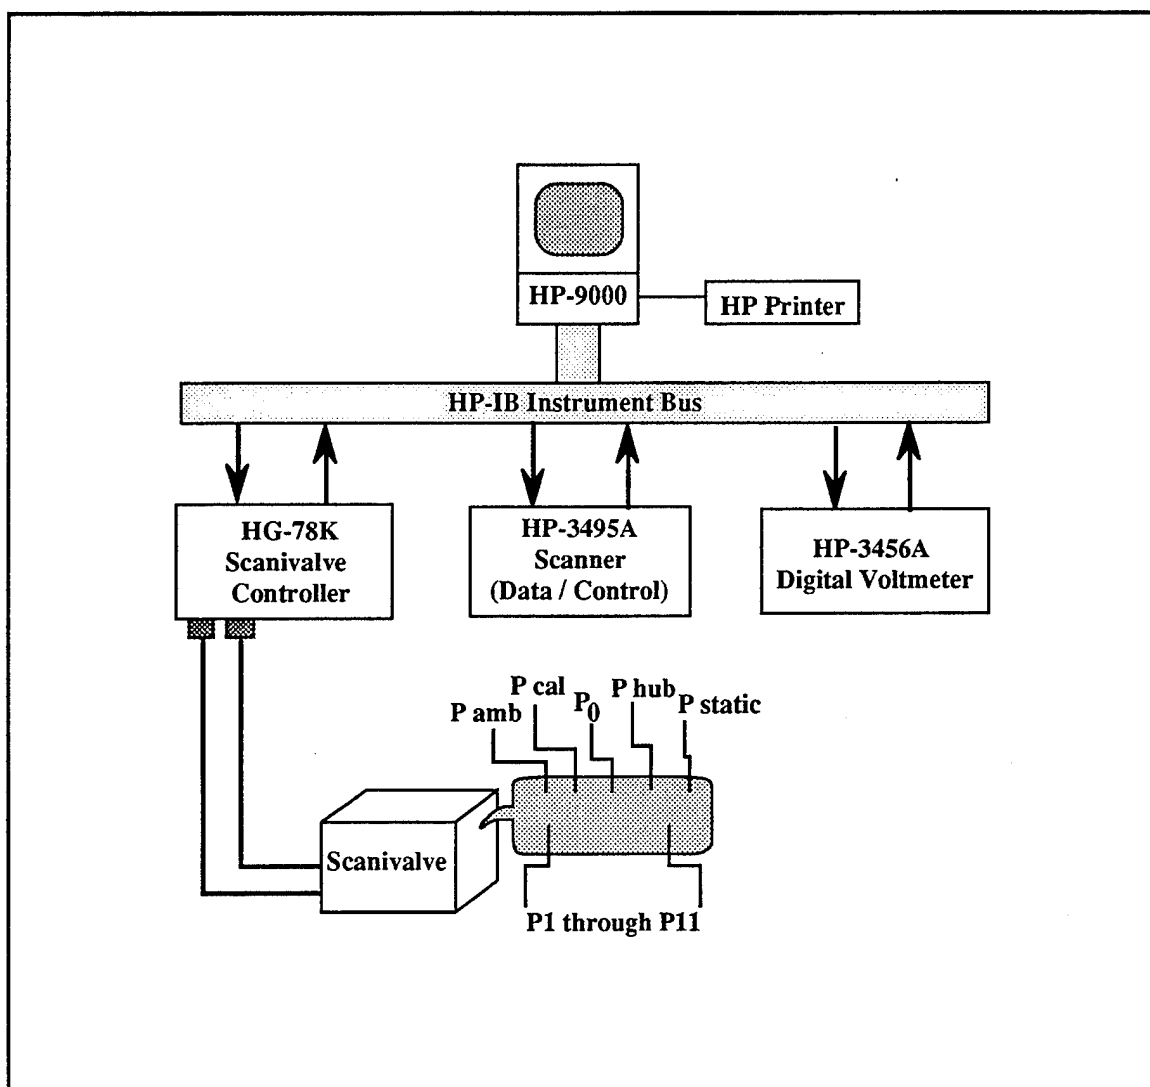 HP-9000
HP Printer
HP-IB Instrument Bus
HG-78K
Scanivalve
Controller
HP-3495A
Scanner
(Data / Control)
HP-3456A
Digital Voltmeter
P amb
P cal
P0
P hub
P static
Scanivalve
P1 through P11